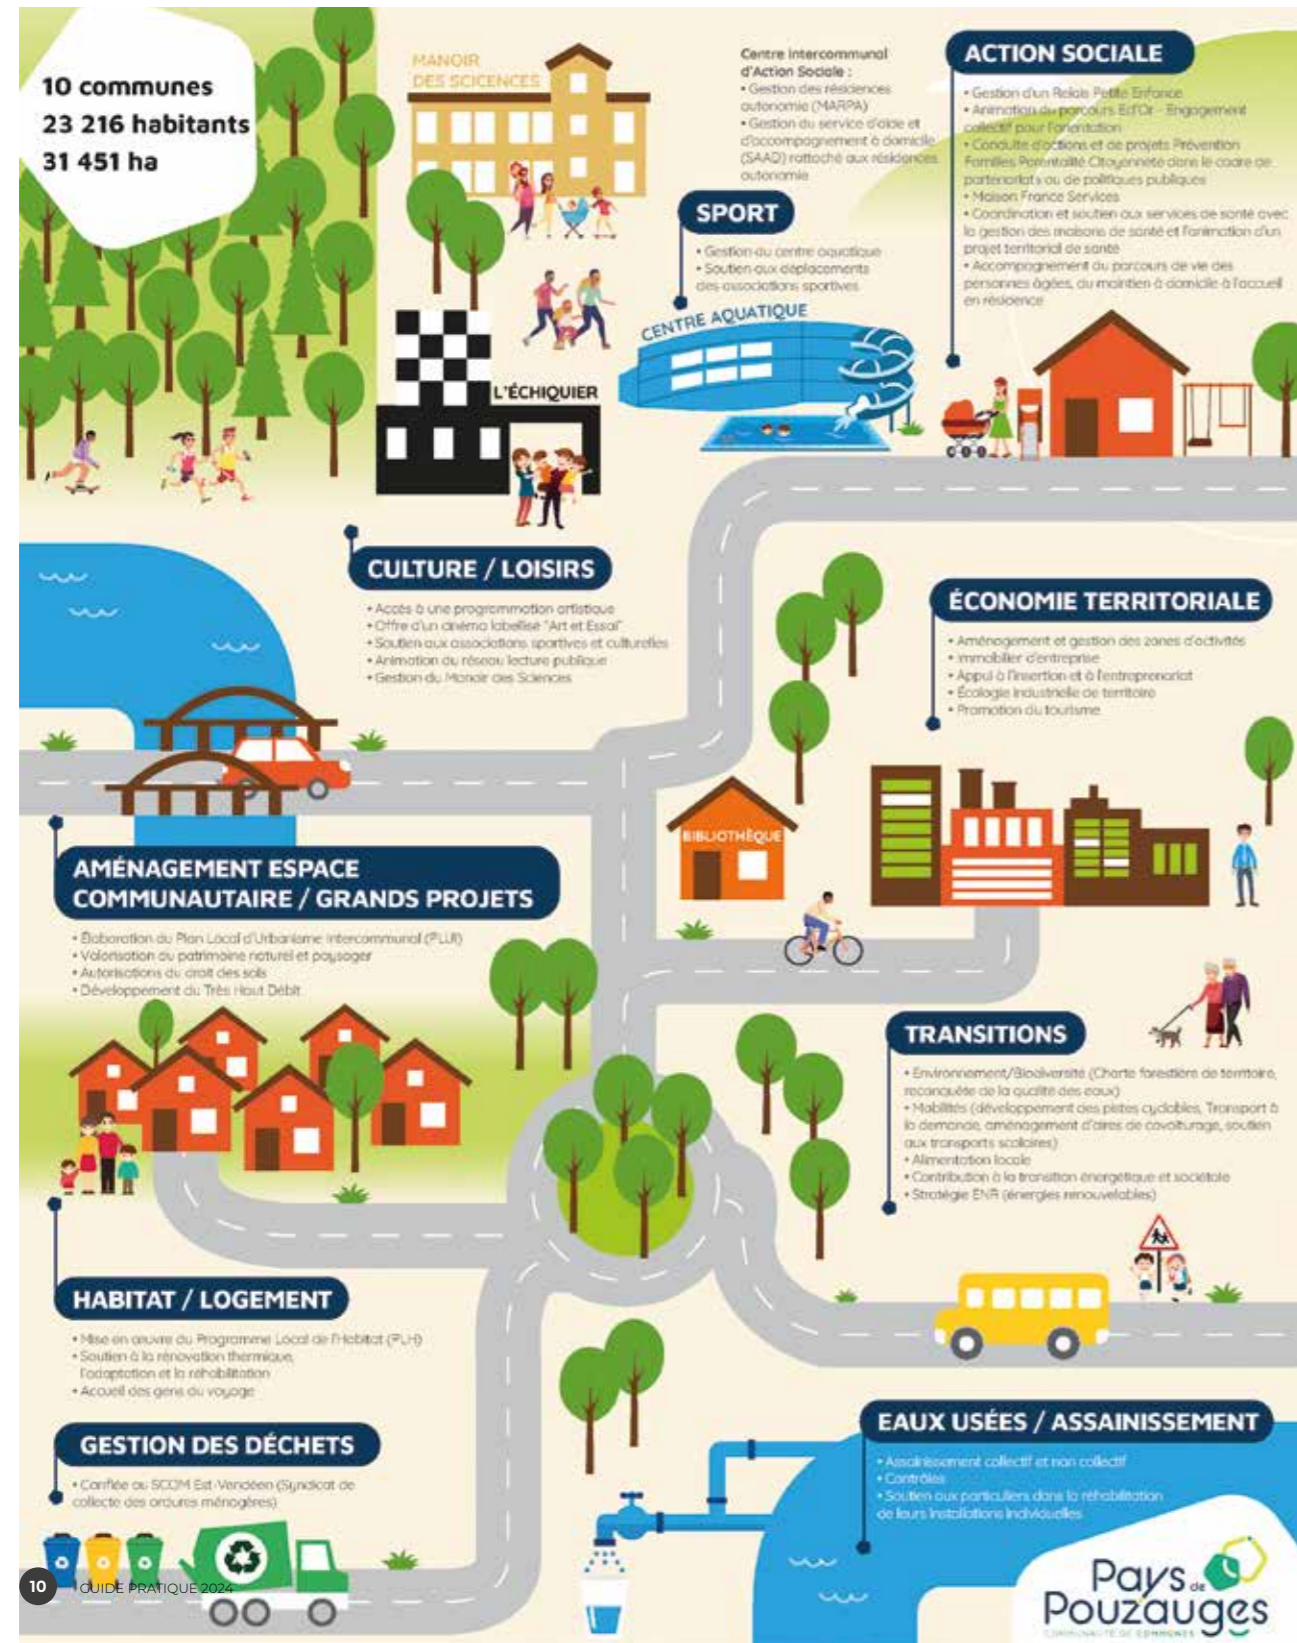 10 communes
23 216 habitants
31 451 ha
MANOIR
DES SCICENCES
L'ÉCHIQUIER
Centre Intercommunal
d'Action Sociale :
• Gestion des résidences
autonomie (MARPA)
• Gestion du service d'aide et
d'accompagnement à domicile
(SAAD) rattaché aux résidences
autonomie
ACTION SOCIALE
• Gestion d'un Relais Petite Enfance
• Animation du parcours Ed'Or - Engagement
collectif pour l'orientation
• Conduite d'actions et de projets Prévention
Familles Parentalité Citoyenneté dans le cadre de
partenariats ou de politiques publiques
• Maison France Services
• Coordination et soutien aux services de santé avec
la gestion des maisons de santé et l'animation d'un
projet territorial de santé
• Accompagnement du parcours de vie des
personnes âgées, du maintien à domicile à l'accueil
en résidence
SPORT
• Gestion du centre aquatique
• Soutien aux déplacements
des associations sportives
CENTRE AQUATIQUE
CULTURE / LOISIRS
• Accès à une programmation artistique
• Offre d'un cinéma labellisé "Art et Essai"
• Soutien aux associations sportives et culturelles
• Animation du réseau lecture publique
• Gestion du Manoir des Sciences
ÉCONOMIE TERRITORIALE
• Aménagement et gestion des zones d'activités
• Immobilier d'entreprise
• Appui à l'insertion et à l'entreprenariat
• Écologie industrielle de territoire
• Promotion du tourisme
BIBLIOTHÈQUE
AMÉNAGEMENT ESPACE
COMMUNAUTAIRE / GRANDS PROJETS
• Élaboration du Plan Local d'Urbanisme Intercommunal (PLUi)
• Valorisation du patrimoine naturel et paysager
• Autorisations du droit des sols
• Développement du Très Haut Débit
TRANSITIONS
• Environnement/Biodiversité (Charte forestière de territoire,
reconquête de la qualité des eaux)
• Mobilités (développement des pistes cyclables, Transport à
la demande, aménagement d'aires de covoiturage, soutien
aux transports scolaires)
• Alimentation locale
• Contribution à la transition énergétique et sociétale
• Stratégie ENR (énergies renouvelables)
HABITAT / LOGEMENT
• Mise en œuvre du Programme Local de l'Habitat (PLH)
• Soutien à la rénovation thermique,
l'adaptation et la réhabilitation
• Accueil des gens du voyage
GESTION DES DÉCHETS
• Confiée au SCOM Est-Vendéen (Syndicat de
collecte des ordures ménagères)
EAUX USÉES / ASSAINISSEMENT
• Assainissement collectif et non collectif
• Contrôles
• Soutien aux particuliers dans la réhabilitation
de leurs installations individuelles
Pays de
Pouzauges
COMMUNAUTÉ DE COMMUNES
10 GUIDE PRATIQUE 2024